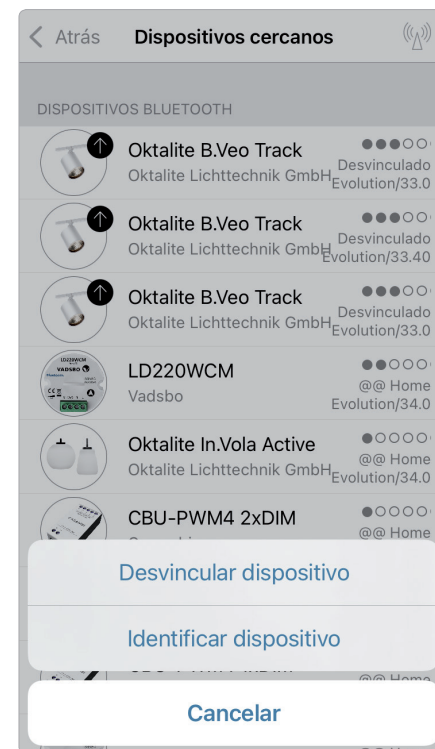 Atrás Dispositivos cercanos
DISPOSITIVOS BLUETOOTH
Oktalite B.Veo Track
Oktalite Lichttechnik GmbH
Desvinculado
Evolution/33.0
Oktalite B.Veo Track
Oktalite Lichttechnik GmbH
Desvinculado
Evolution/33.40
Oktalite B.Veo Track
Oktalite Lichttechnik GmbH
Desvinculado
Evolution/33.0
LD220WCM
VADSBO
LD220WCM
Vadsbo
@@ Home
Evolution/34.0
Oktalite In.Vola Active
Oktalite Lichttechnik GmbH
@@ Home
Evolution/34.0
CBU-PWM4 2xDIM
@@ Home
Desvincular dispositivo
Identificar dispositivo
@@ Home
Cancelar